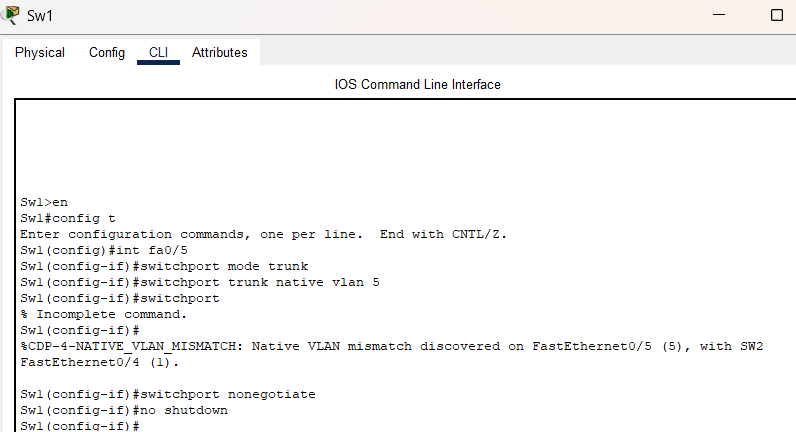 Sw1
Physical Config CLI Attributes
IOS Command Line Interface
Sw1>en
Sw1#config t
Enter configuration commands, one per line.  End with CNTL/Z.
Sw1(config)#int fa0/5
Sw1(config-if)#switchport mode trunk
Sw1(config-if)#switchport trunk native vlan 5
Sw1(config-if)#switchport
% Incomplete command.
Sw1(config-if)#
%CDP-4-NATIVE_VLAN_MISMATCH: Native VLAN mismatch discovered on FastEthernet0/5 (5), with SW2
FastEthernet0/4 (1).
Sw1(config-if)#switchport nonegotiate
Sw1(config-if)#no shutdown
Sw1(config-if)#